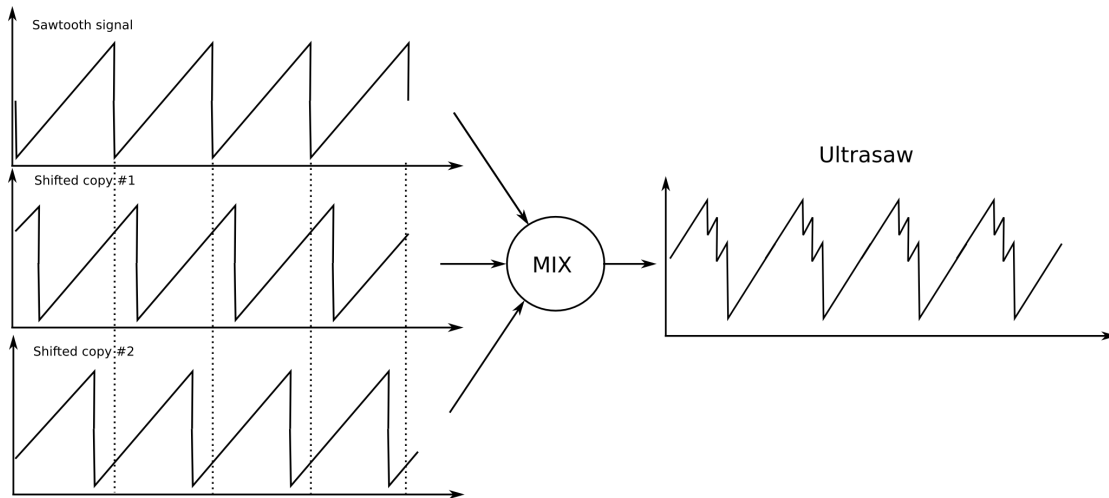 Sawtooth signal
Shifted copy #1
Shifted copy #2
MIX
Ultrasaw